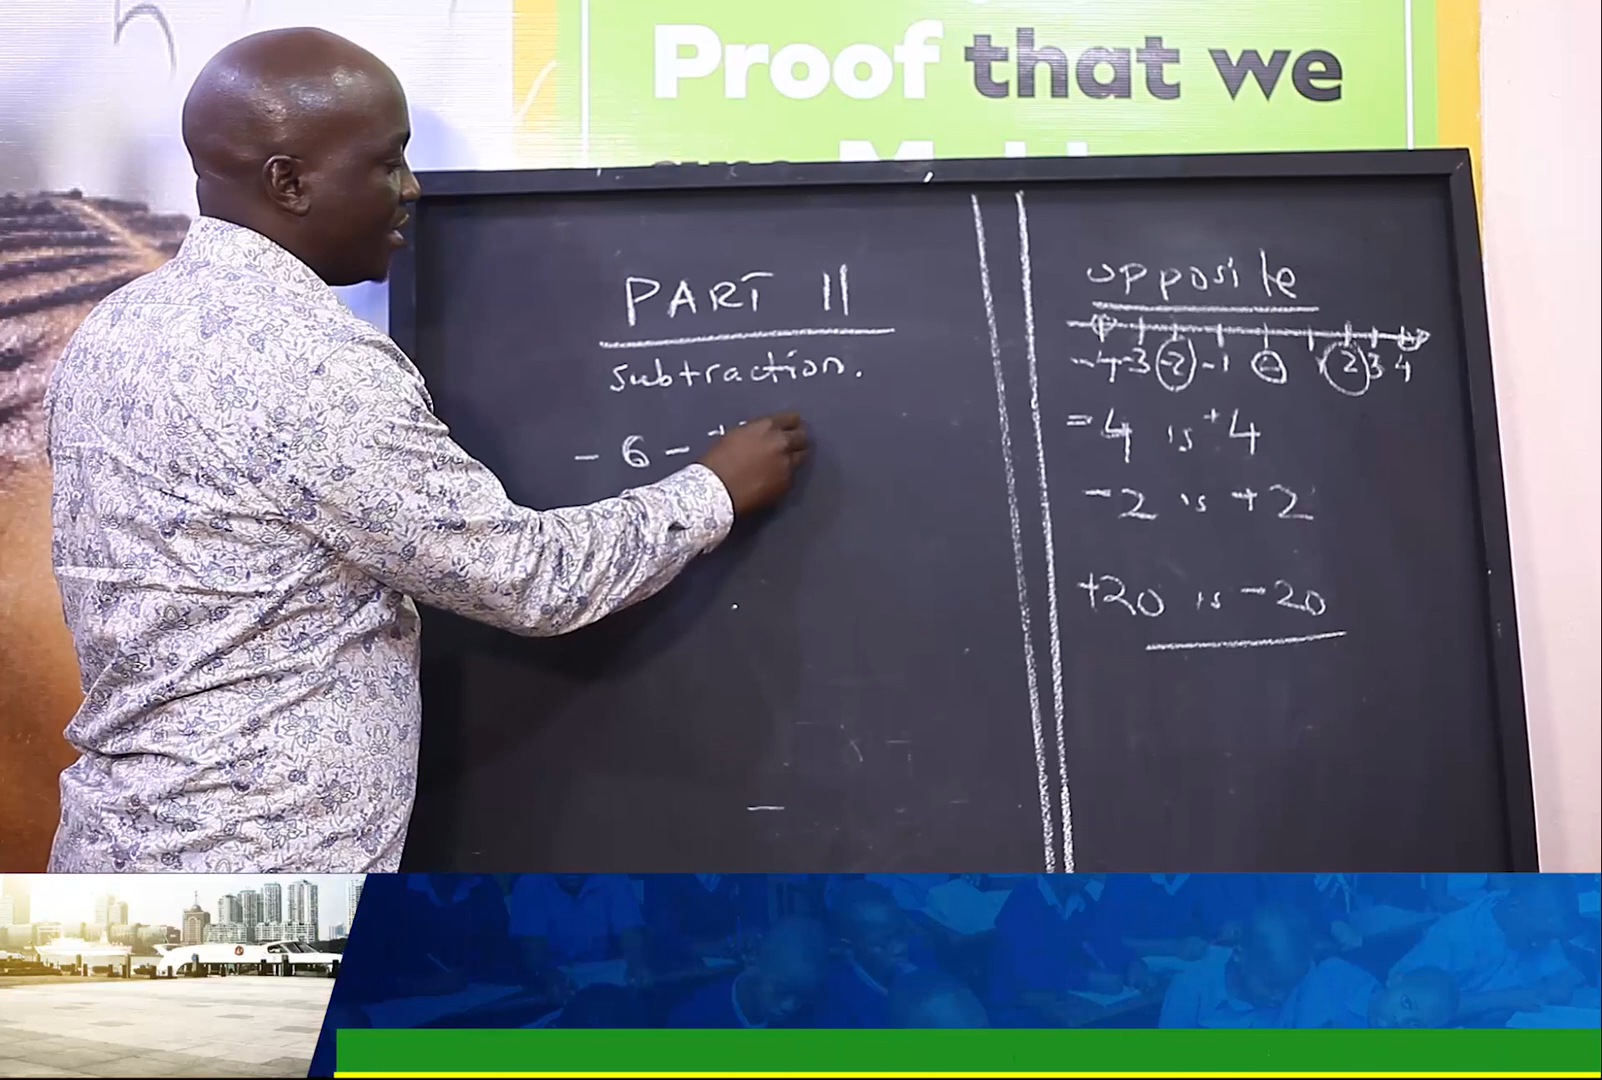 Proof that we
PART II
subtraction.
- 6 -
opposite
-4 -3 -2 -1 0 2 3 4
-4 is +4
-2 is +2
+20 is -20